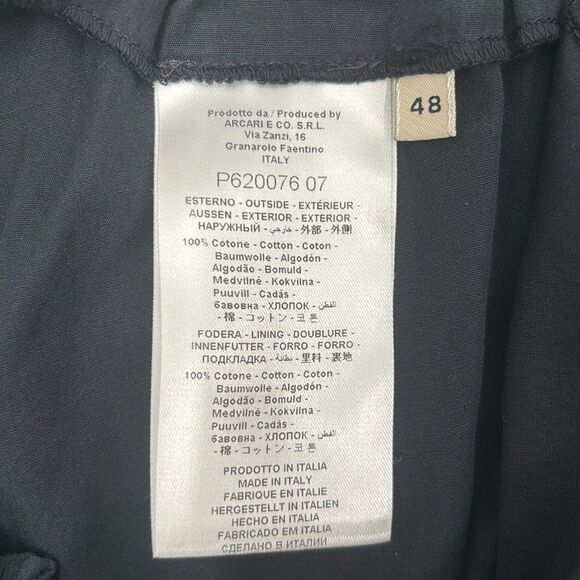 Prodotto da / Produced by
ARCARI E CO. S.R.L.
Via Zanzi, 16
Granarolo Faentino
ITALY
48
P620076 07
ESTERNO - OUTSIDE - EXTÉRIEUR -
AUSSEN - EXTERIOR - EXTERIOR -
НАРУЖНЫЙ - خارجي - 外部 - 外側
100% Cotone - Cotton - Coton -
Baumwolle - Algodón -
Algodão - Bomuld -
Medvilné - Kokvilna -
Puuvill - Cadás -
бавовна - ХЛОПОК - القطن -
- 棉 - コットン - 코튼
FODERA - LINING - DOUBLURE -
INNENFUTTER - FORRO - FORRO -
ПОДКЛАДКА - بطانة - 里料 - 裏地
100% Cotone - Cotton - Coton -
Baumwolle - Algodón -
Algodão - Bomuld -
Medvilné - Kokvilna -
Puuvill - Cadás -
бавовна - ХЛОПОК - القطن -
- 棉 - コットン - 코튼
PRODOTTO IN ITALIA
MADE IN ITALY
FABRIQUE EN ITALIE
HERGESTELLT IN ITALIEN
HECHO EN ITALIA
FABRICADO EM ITALIA
СДЕЛАНО В ИТАЛИИ